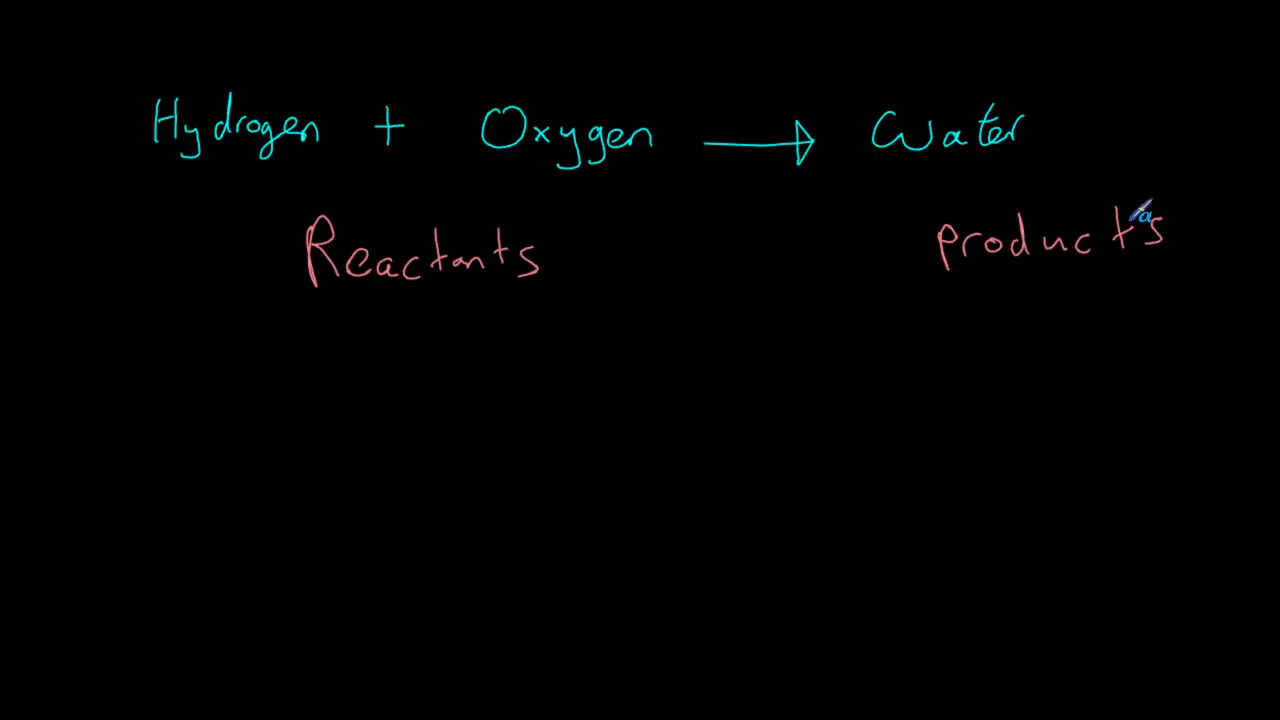 Hydrogen + Oxygen → Water
Reactants products